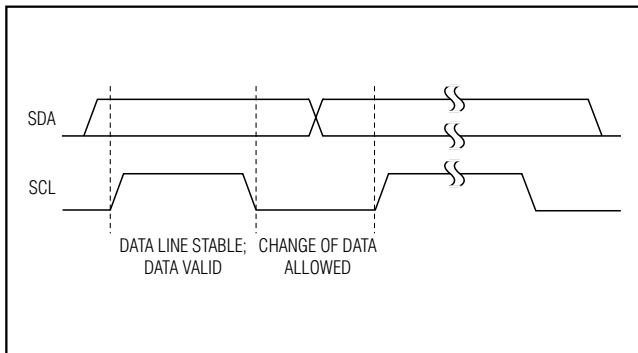 SDA
SCL
DATA LINE STABLE;
DATA VALID
CHANGE OF DATA
ALLOWED